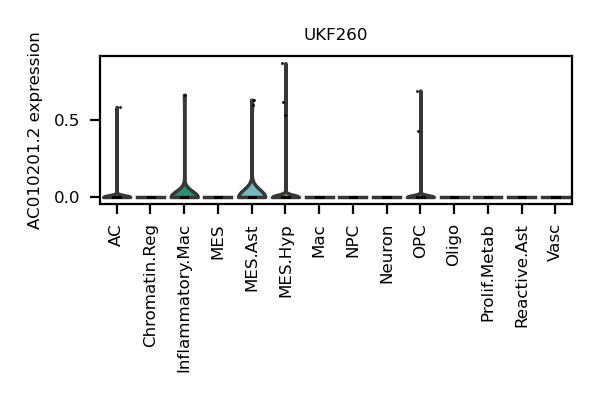 UKF260
AC010201.2 expression
0.5
0.0
AC
Chromatin.Reg
Inflammatory.Mac
MES
MES.Ast
MES.Hyp
Mac
NPC
Neuron
OPC
Oligo
Prolif.Metab
Reactive.Ast
Vasc